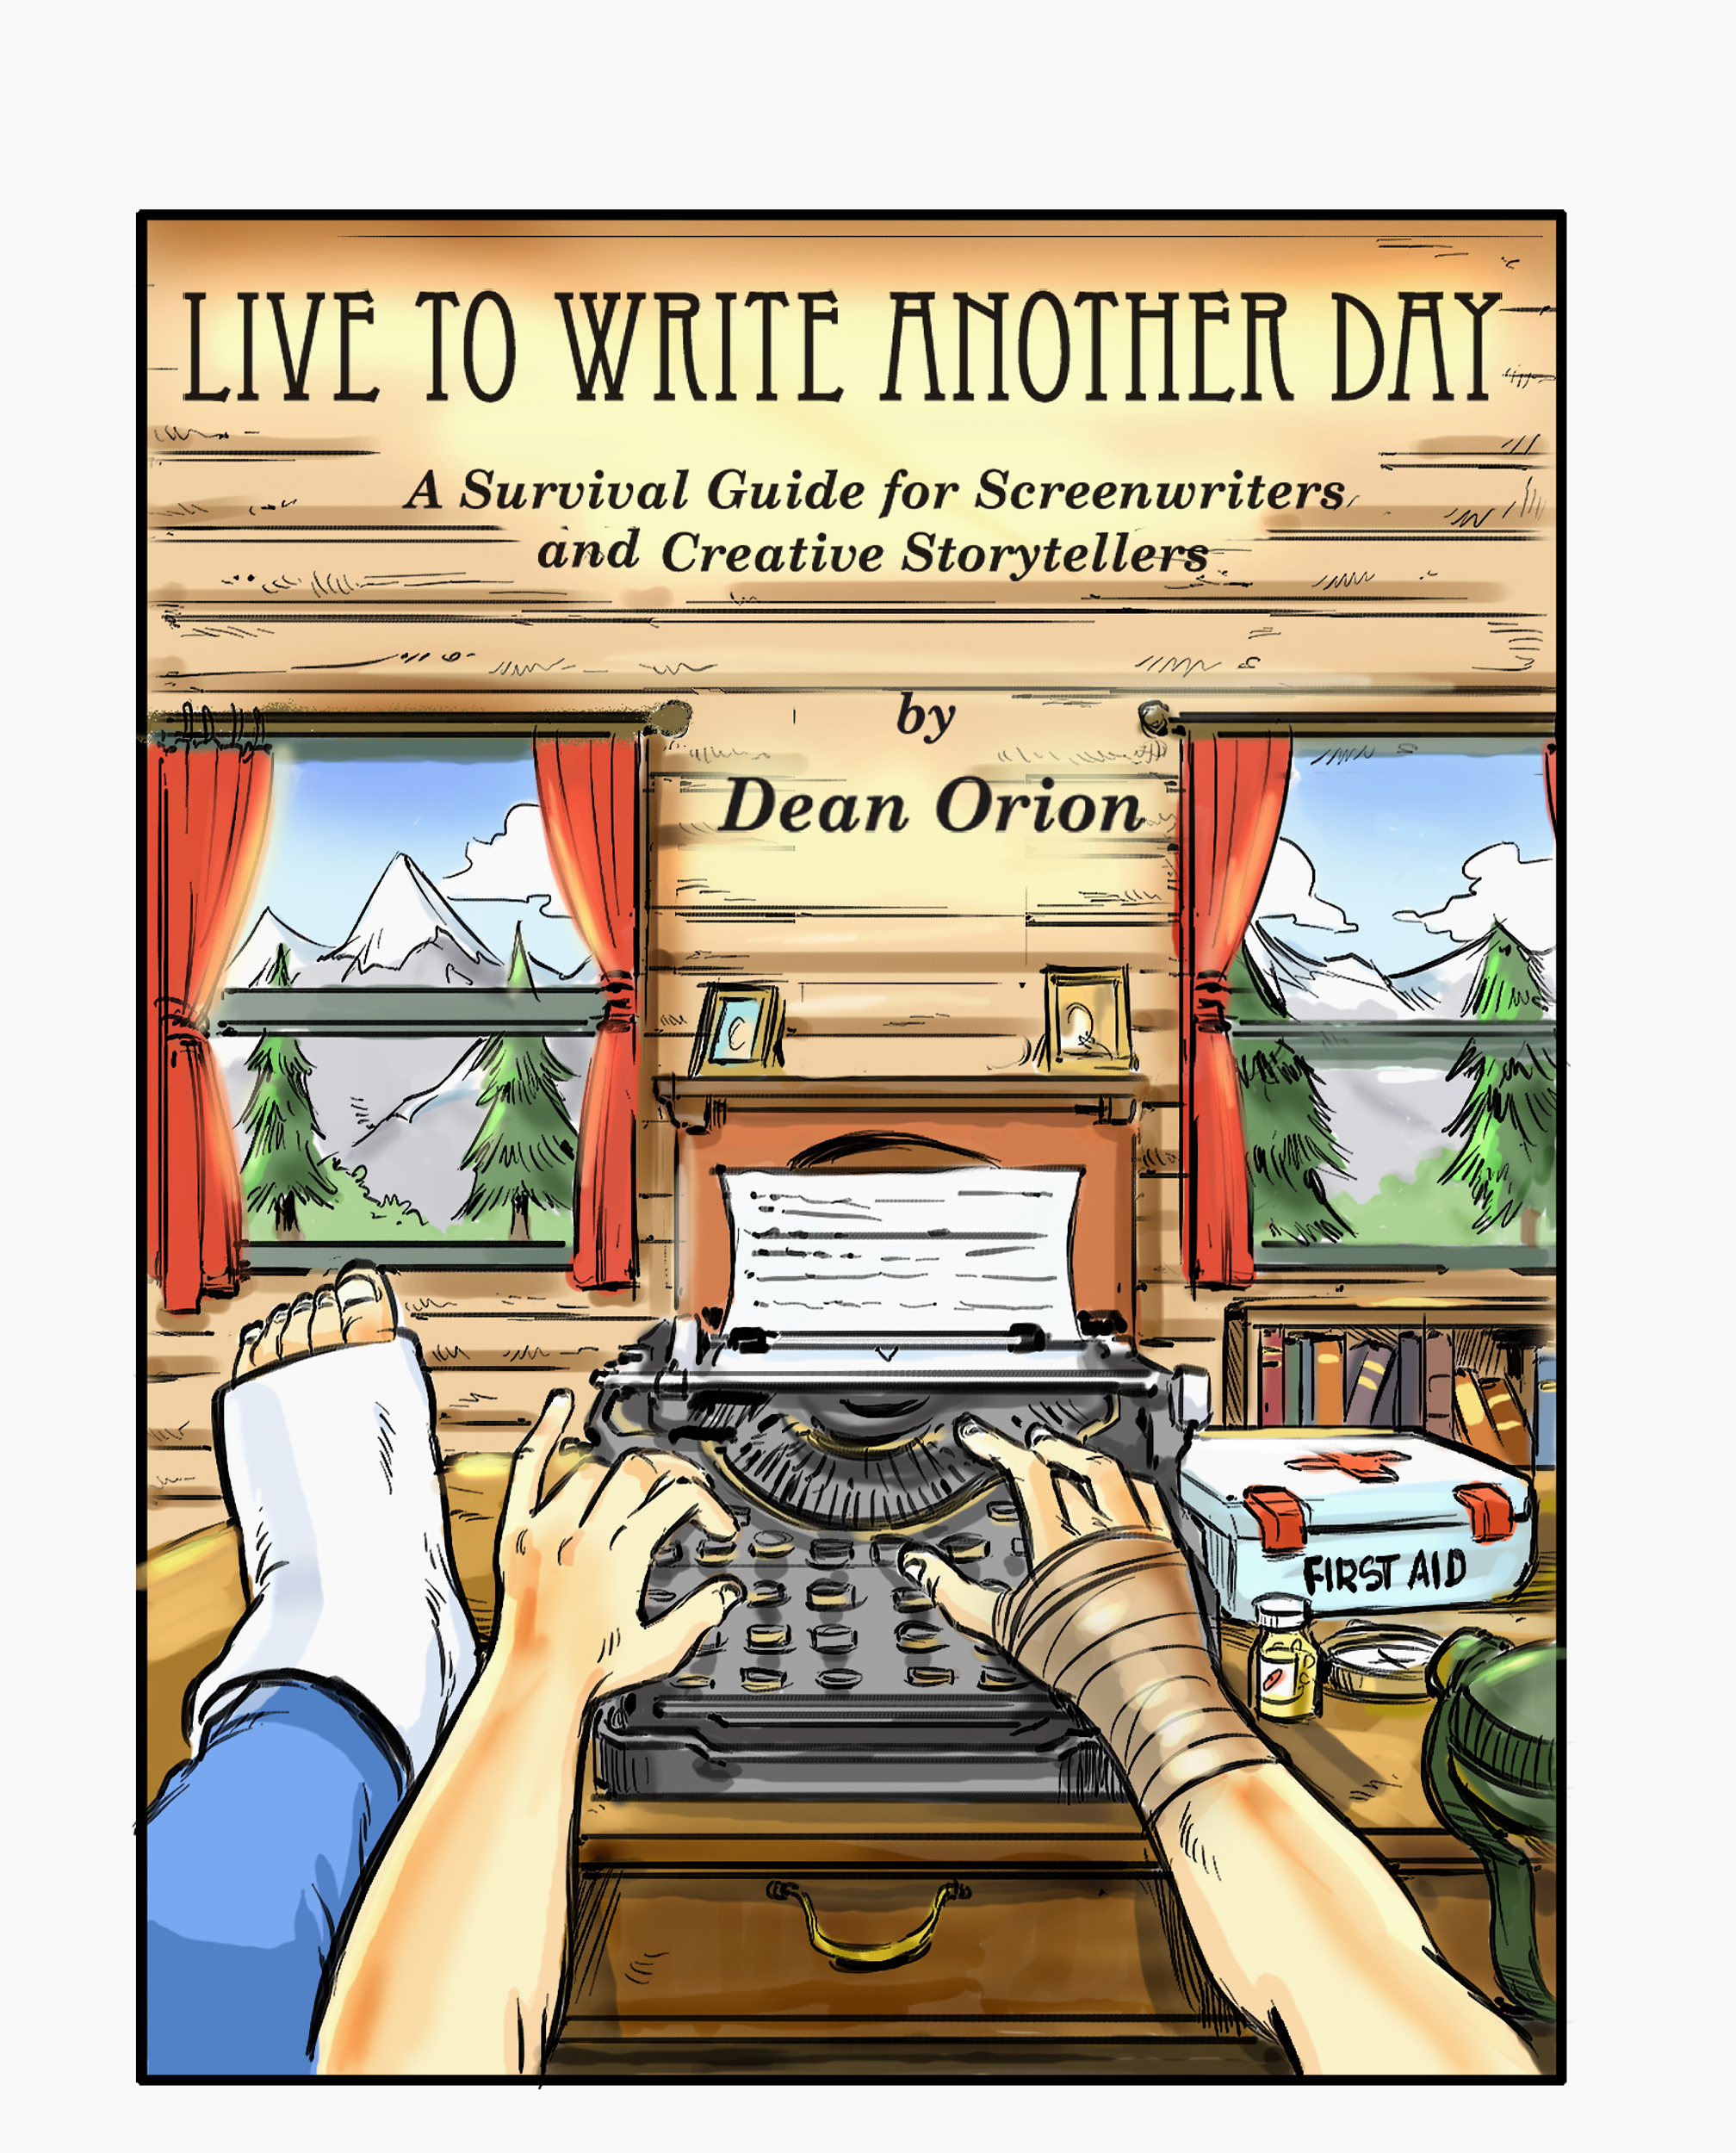 LIVE TO WRITE ANOTHER DAY
A Survival Guide for Screenwriters
and Creative Storytellers
by
Dean Orion
FIRST AID